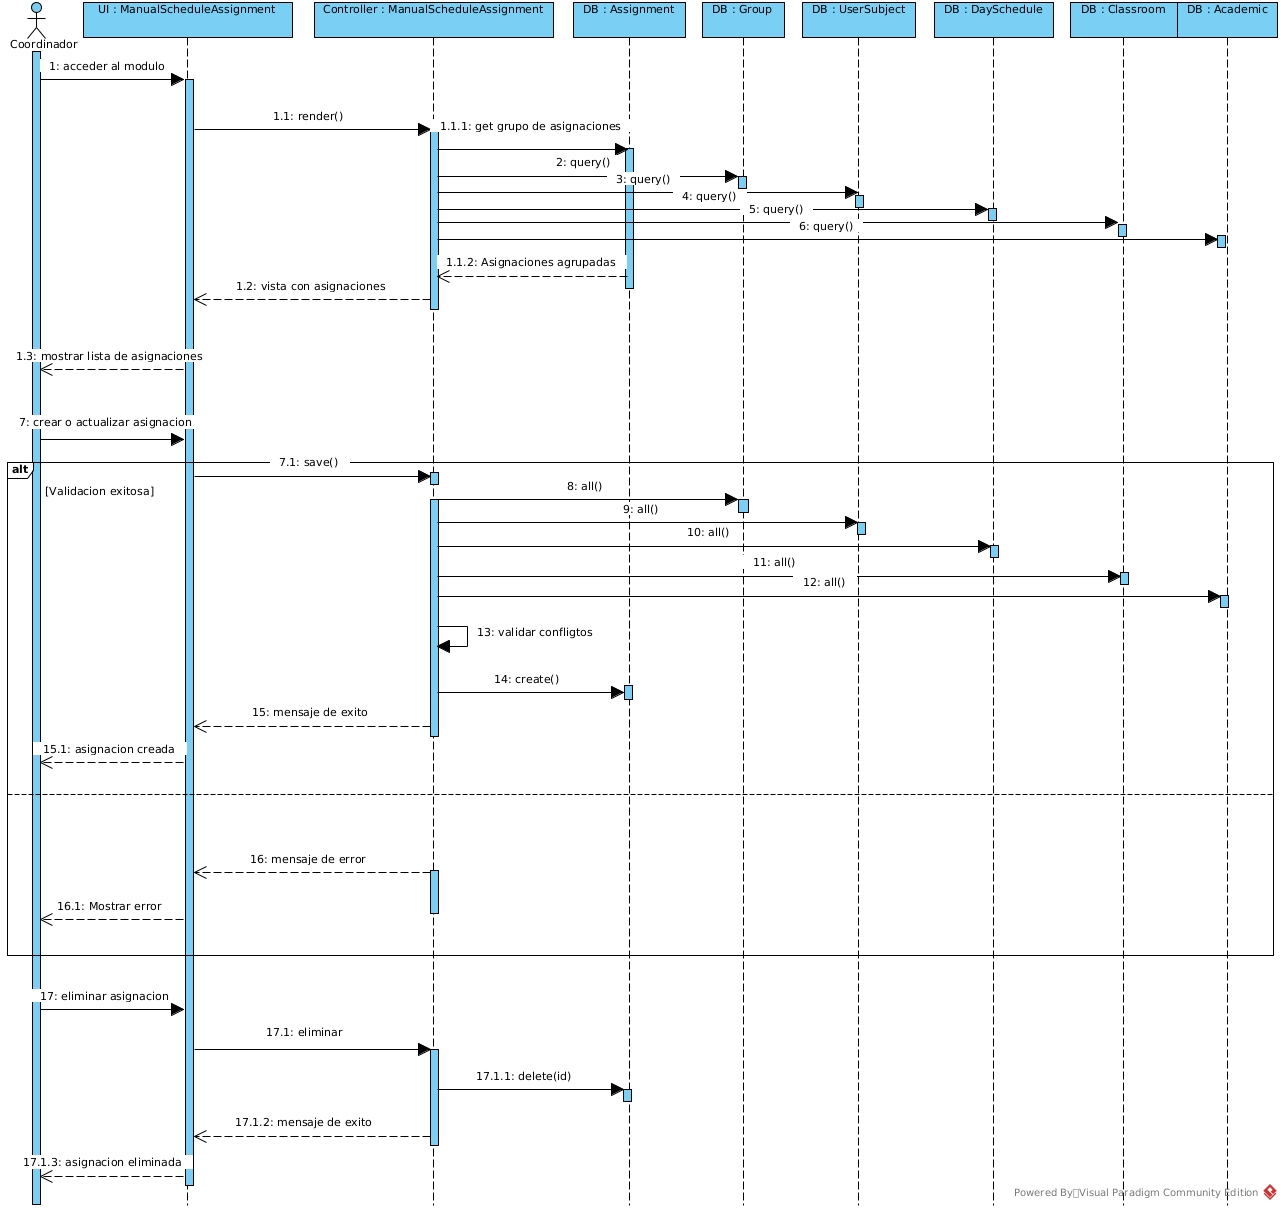 UI : ManualScheduleAssignment
Controller : ManualScheduleAssignment
DB : Assignment
DB : Group
DB : UserSubject
DB : DaySchedule
DB : Classroom
DB : Academic
Coordinador
1: acceder al modulo
1.1: render()
1.1.1: get grupo de asignaciones
2: query()
3: query()
4: query()
5: query()
6: query()
1.1.2: Asignaciones agrupadas
1.2: vista con asignaciones
1.3: mostrar lista de asignaciones
7: crear o actualizar asignacion
alt
7.1: save()
[Validacion exitosa]
8: all()
9: all()
10: all()
11: all()
12: all()
13: validar confligtos
14: create()
15: mensaje de exito
15.1: asignacion creada
16: mensaje de error
16.1: Mostrar error
17: eliminar asignacion
17.1: eliminar
17.1.1: delete(id)
17.1.2: mensaje de exito
17.1.3: asignacion eliminada
Powered By Visual Paradigm Community Edition